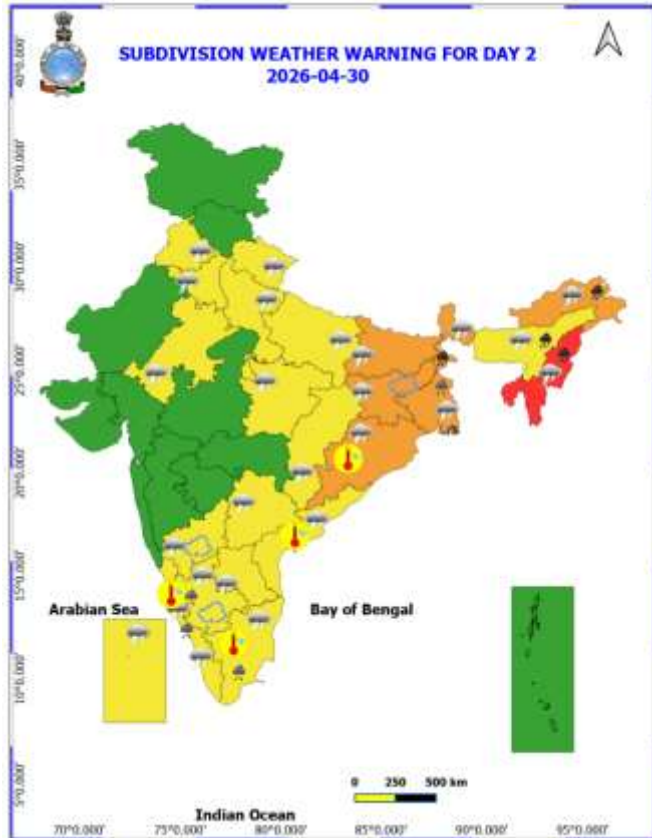 SUBDIVISION WEATHER WARNING FOR DAY 2
2026-04-30
40°0.000'
35°0.000'
30°0.000'
25°0.000'
20°0.000'
15°0.000'
10°0.000'
5°0.000'
Arabian Sea
Bay of Bengal
0 250 500 km
Indian Ocean
70°0.000' 75°0.000' 80°0.000' 85°0.000' 90°0.000' 95°0.000'